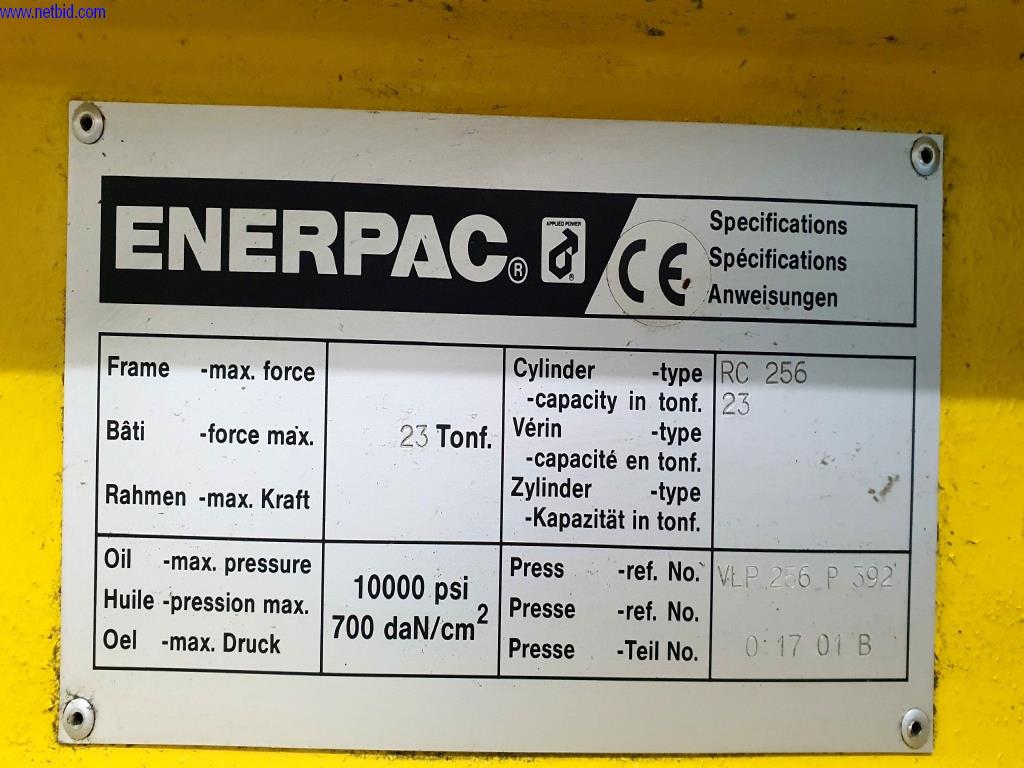 www.netbid.com
ENERPAC®
APPLIED POWER
®
CE
Specifications
Spécifications
Anweisungen
Frame -max. force
Bâti -force max.
Rahmen -max. Kraft
23 Tonf.
Cylinder -type RC 256
-capacity in tonf. 23
Vérin -type
-capacité en tonf.
Zylinder -type
-Kapazität in tonf.
Oil -max. pressure
Huile -pression max.
Oel -max. Druck
10000 psi
700 daN/cm²
Press -ref. No. VLP 256 P 392
Presse -ref. No.
Presse -Teil No. 0 17 01 B